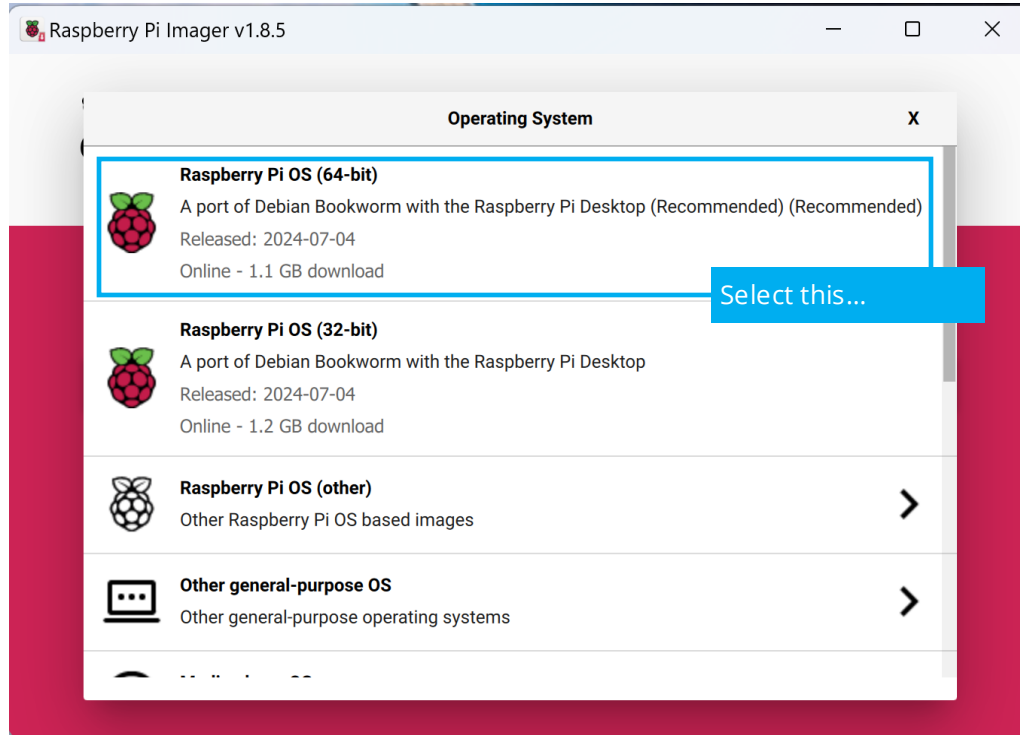 Raspberry Pi Imager v1.8.5
Operating System
X
Raspberry Pi OS (64-bit)
A port of Debian Bookworm with the Raspberry Pi Desktop (Recommended) (Recommended)
Released: 2024-07-04
Online - 1.1 GB download
Select this...
Raspberry Pi OS (32-bit)
A port of Debian Bookworm with the Raspberry Pi Desktop
Released: 2024-07-04
Online - 1.2 GB download
Raspberry Pi OS (other)
Other Raspberry Pi OS based images
Other general-purpose OS
Other general-purpose operating systems